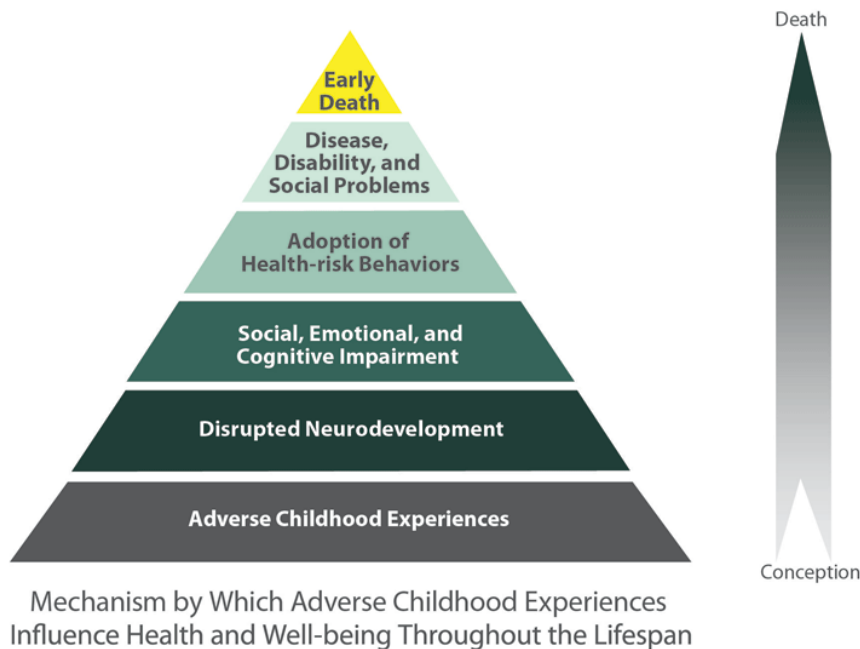 Death
Early
Death
Disease,
Disability, and
Social Problems
Adoption of
Health-risk Behaviors
Social, Emotional, and
Cognitive Impairment
Disrupted Neurodevelopment
Adverse Childhood Experiences
Conception
Mechanism by Which Adverse Childhood Experiences
Influence Health and Well-being Throughout the Lifespan